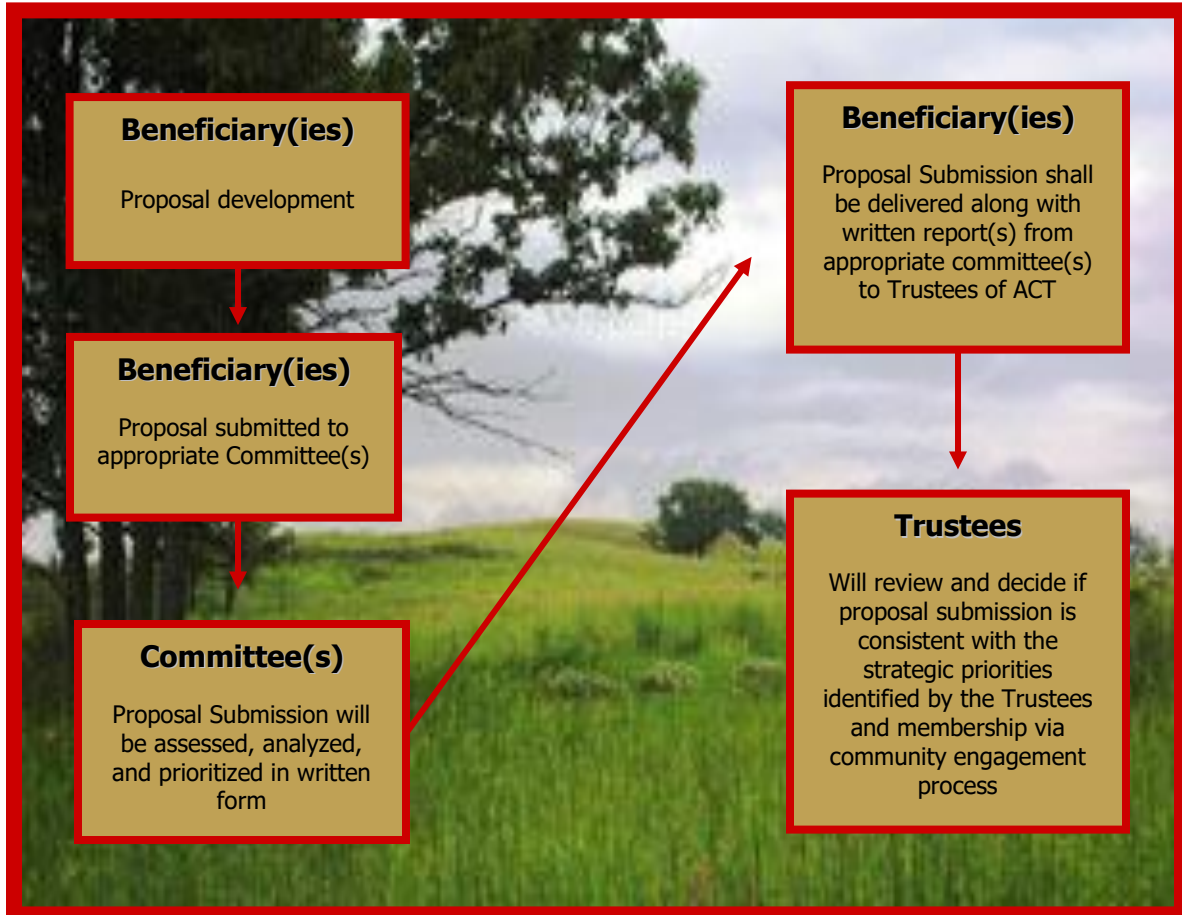 Beneficiary(ies)
Proposal development
Beneficiary(ies)
Proposal submitted to
appropriate Committee(s)
Committee(s)
Proposal Submission will
be assessed, analyzed,
and prioritized in written
form
Beneficiary(ies)
Proposal Submission shall
be delivered along with
written report(s) from
appropriate committee(s)
to Trustees of ACT
Trustees
Will review and decide if
proposal submission is
consistent with the
strategic priorities
identified by the Trustees
and membership via
community engagement
process